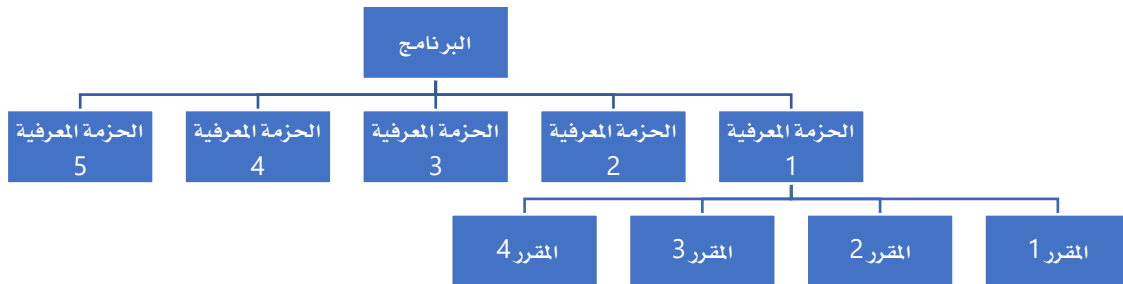 البرنامج
الحزمة المعرفية
1
الحزمة المعرفية
2
الحزمة المعرفية
3
الحزمة المعرفية
4
الحزمة المعرفية
5
المقرر 1
المقرر 2
المقرر 3
المقرر 4